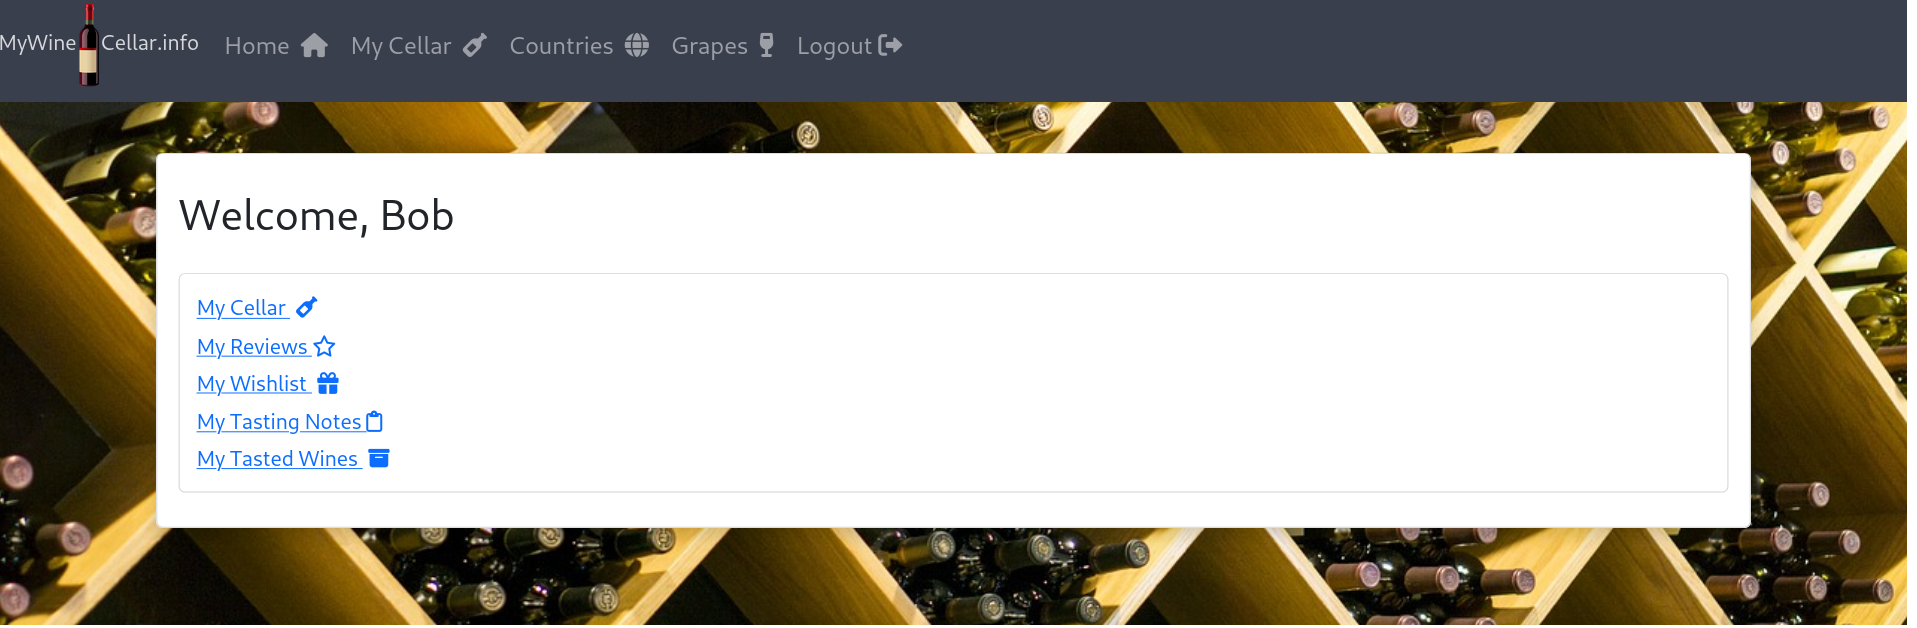 MyWine Cellar.info Home My Cellar Countries Grapes Logout
Welcome, Bob
My Cellar
My Reviews
My Wishlist
My Tasting Notes
My Tasted Wines